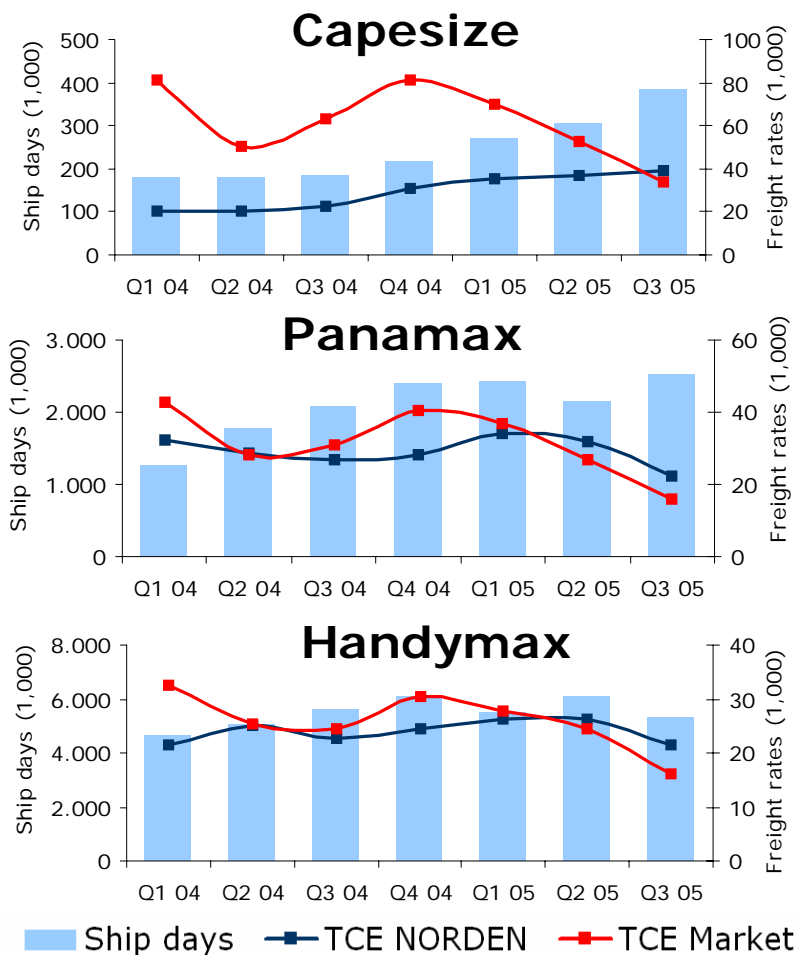 Capesize
Ship days (1,000)
500
400
300
200
100
0
100
80
60
40
20
0
Freight rates (1,000)
Q1 04 Q2 04 Q3 04 Q4 04 Q1 05 Q2 05 Q3 05
Panamax
Ship days (1,000)
3.000
2.000
1.000
0
60
40
20
0
Freight rates (1,000)
Q1 04 Q2 04 Q3 04 Q4 04 Q1 05 Q2 05 Q3 05
Handymax
Ship days (1,000)
8.000
6.000
4.000
2.000
0
40
30
20
10
0
Freight rates (1,000)
Q1 04 Q2 04 Q3 04 Q4 04 Q1 05 Q2 05 Q3 05
Ship days TCE NORDEN TCE Market